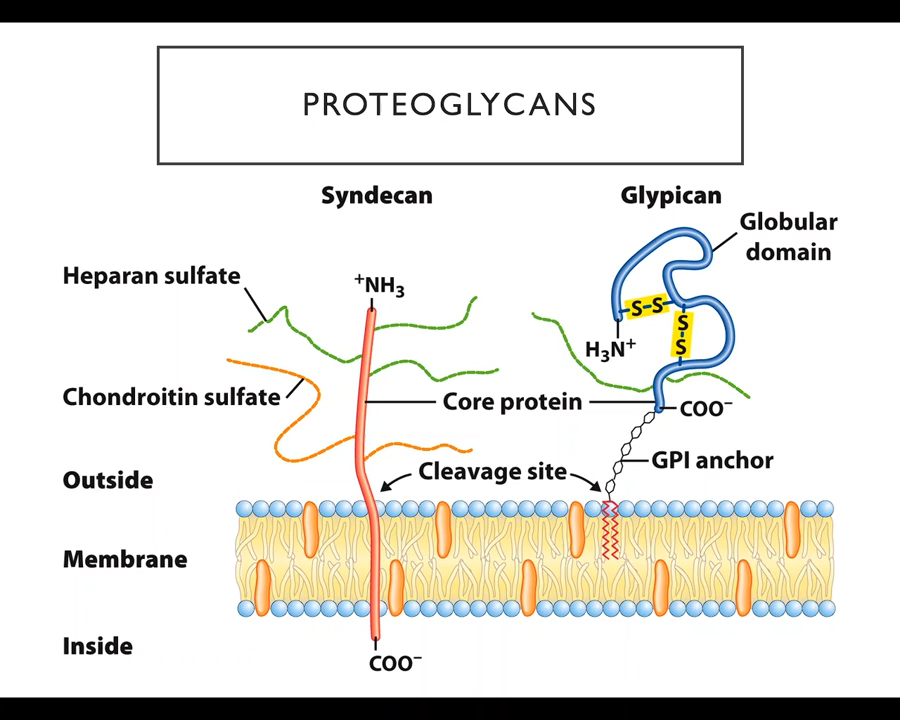 PROTEOGLYCANS
Syndecan
Glypican
Globular
domain
Heparan sulfate
⁺NH₃
S–S
S
S
H₃N⁺
Chondroitin sulfate
Core protein
COO⁻
Cleavage site
GPI anchor
Outside
Membrane
Inside
COO⁻